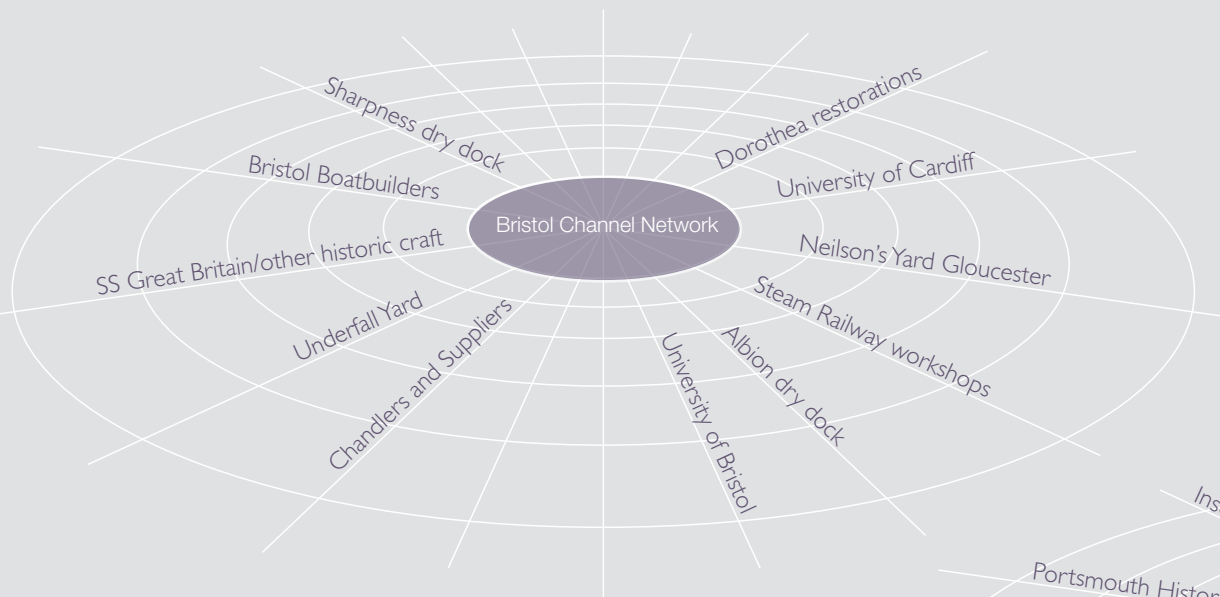 Sharpness dry dock
Dorothea restorations
Bristol Boatbuilders
University of Cardiff
Bristol Channel Network
SS Great Britain/other historic craft
Neilson's Yard Gloucester
Underfall Yard
Steam Railway workshops
Chandlers and Suppliers
University of Bristol
Albion dry dock
Portsmouth